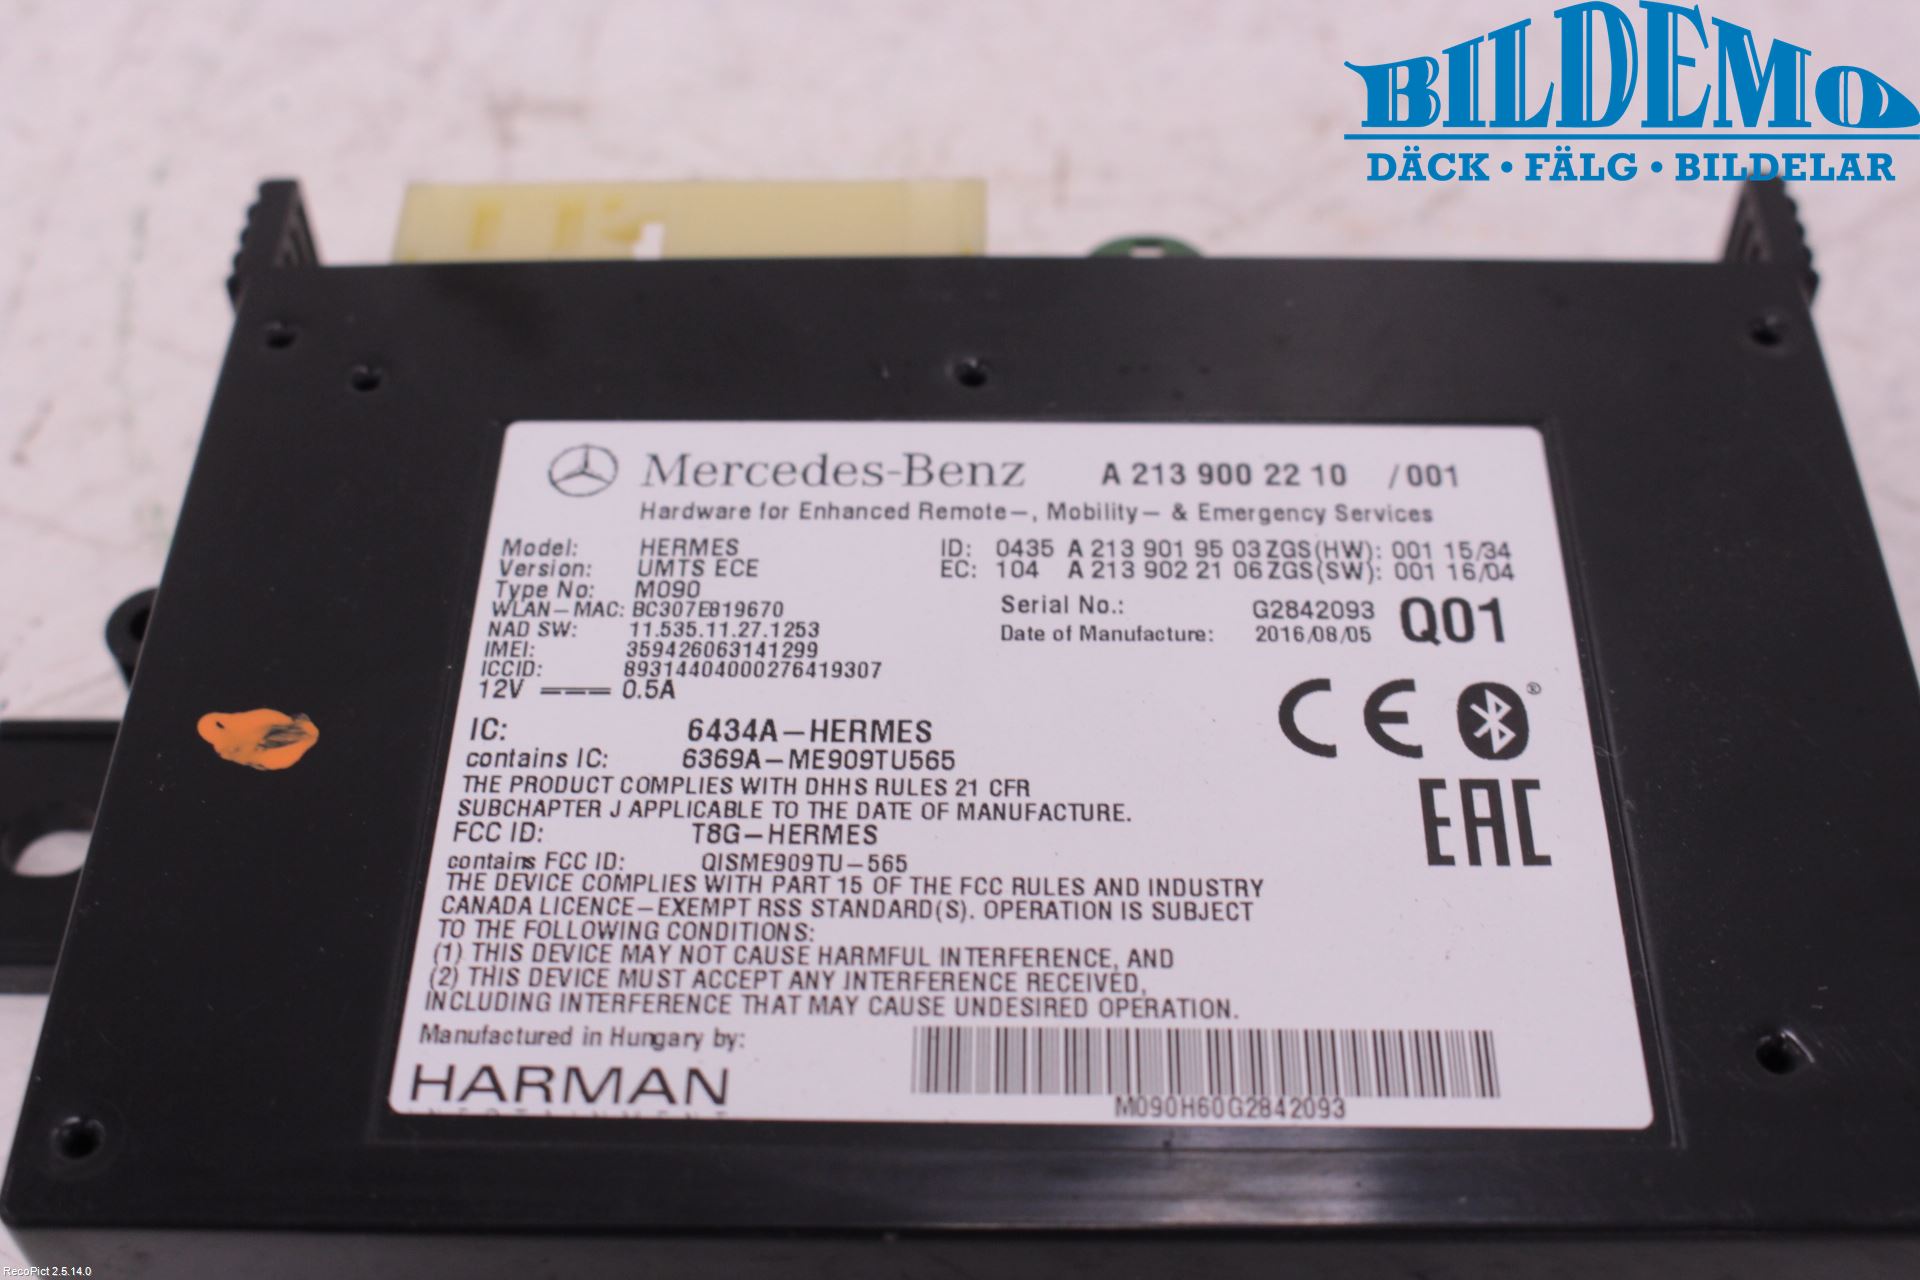 BILDEMO
DÄCK • FÄLG • BILDELAR
Mercedes-Benz A 213 900 22 10 /001
Hardware for Enhanced Remote-, Mobility- & Emergency Services
Model: HERMES ID: 0435 A 213 901 95 03 ZGS(HW): 001 15/34
Version: UMTS ECE EC: 104 A 213 902 21 06 ZGS(SW): 001 16/04
Type No: M090
WLAN-MAC: BC307E819670 Serial No.: G2842093 Q01
NAD SW: 11.535.11.27.1253 Date of Manufacture: 2016/08/05
IMEI: 359426063141299
ICCID: 89314404000276419307
12V 0.5A
IC: 6434A-HERMES
contains IC: 6369A-ME909TU565
THE PRODUCT COMPLIES WITH DHHS RULES 21 CFR
SUBCHAPTER J APPLICABLE TO THE DATE OF MANUFACTURE.
FCC ID: T8G-HERMES
contains FCC ID: QISME909TU-565
THE DEVICE COMPLIES WITH PART 15 OF THE FCC RULES AND INDUSTRY
CANADA LICENCE-EXEMPT RSS STANDARD(S). OPERATION IS SUBJECT
TO THE FOLLOWING CONDITIONS:
(1) THIS DEVICE MAY NOT CAUSE HARMFUL INTERFERENCE, AND
(2) THIS DEVICE MUST ACCEPT ANY INTERFERENCE RECEIVED,
INCLUDING INTERFERENCE THAT MAY CAUSE UNDESIRED OPERATION.
CE
EAC
Manufactured in Hungary by:
HARMAN
M090H60G2842093
RecoPict 2.5.14.0